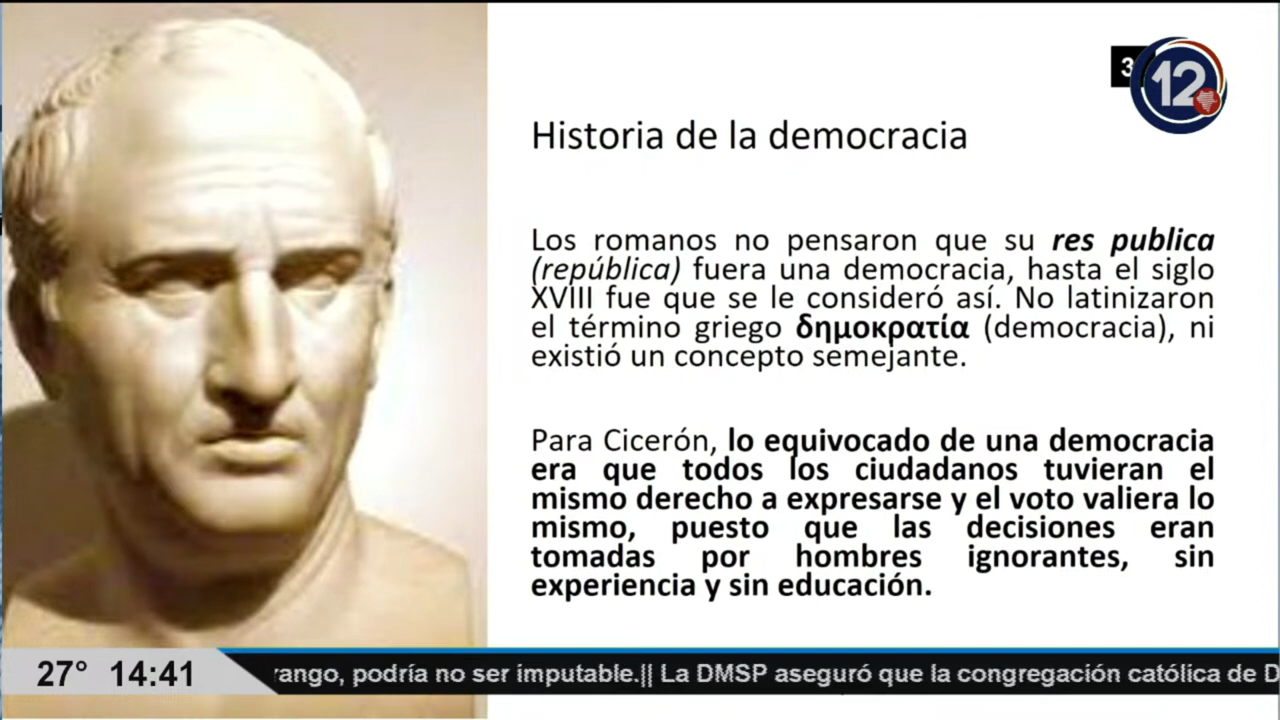 3
12
Historia de la democracia
Los romanos no pensaron que su res publica
(república) fuera una democracia, hasta el siglo
XVIII fue que se le consideró así. No latinizaron
el término griego δημοκρατία (democracia), ni
existió un concepto semejante.
Para Cicerón, lo equivocado de una democracia
era que todos los ciudadanos tuvieran el
mismo derecho a expresarse y el voto valiera lo
mismo, puesto que las decisiones eran
tomadas por hombres ignorantes, sin
experiencia y sin educación.
27° 14:41 podría no ser imputable.|| La DMSP aseguró que la congregación católica de